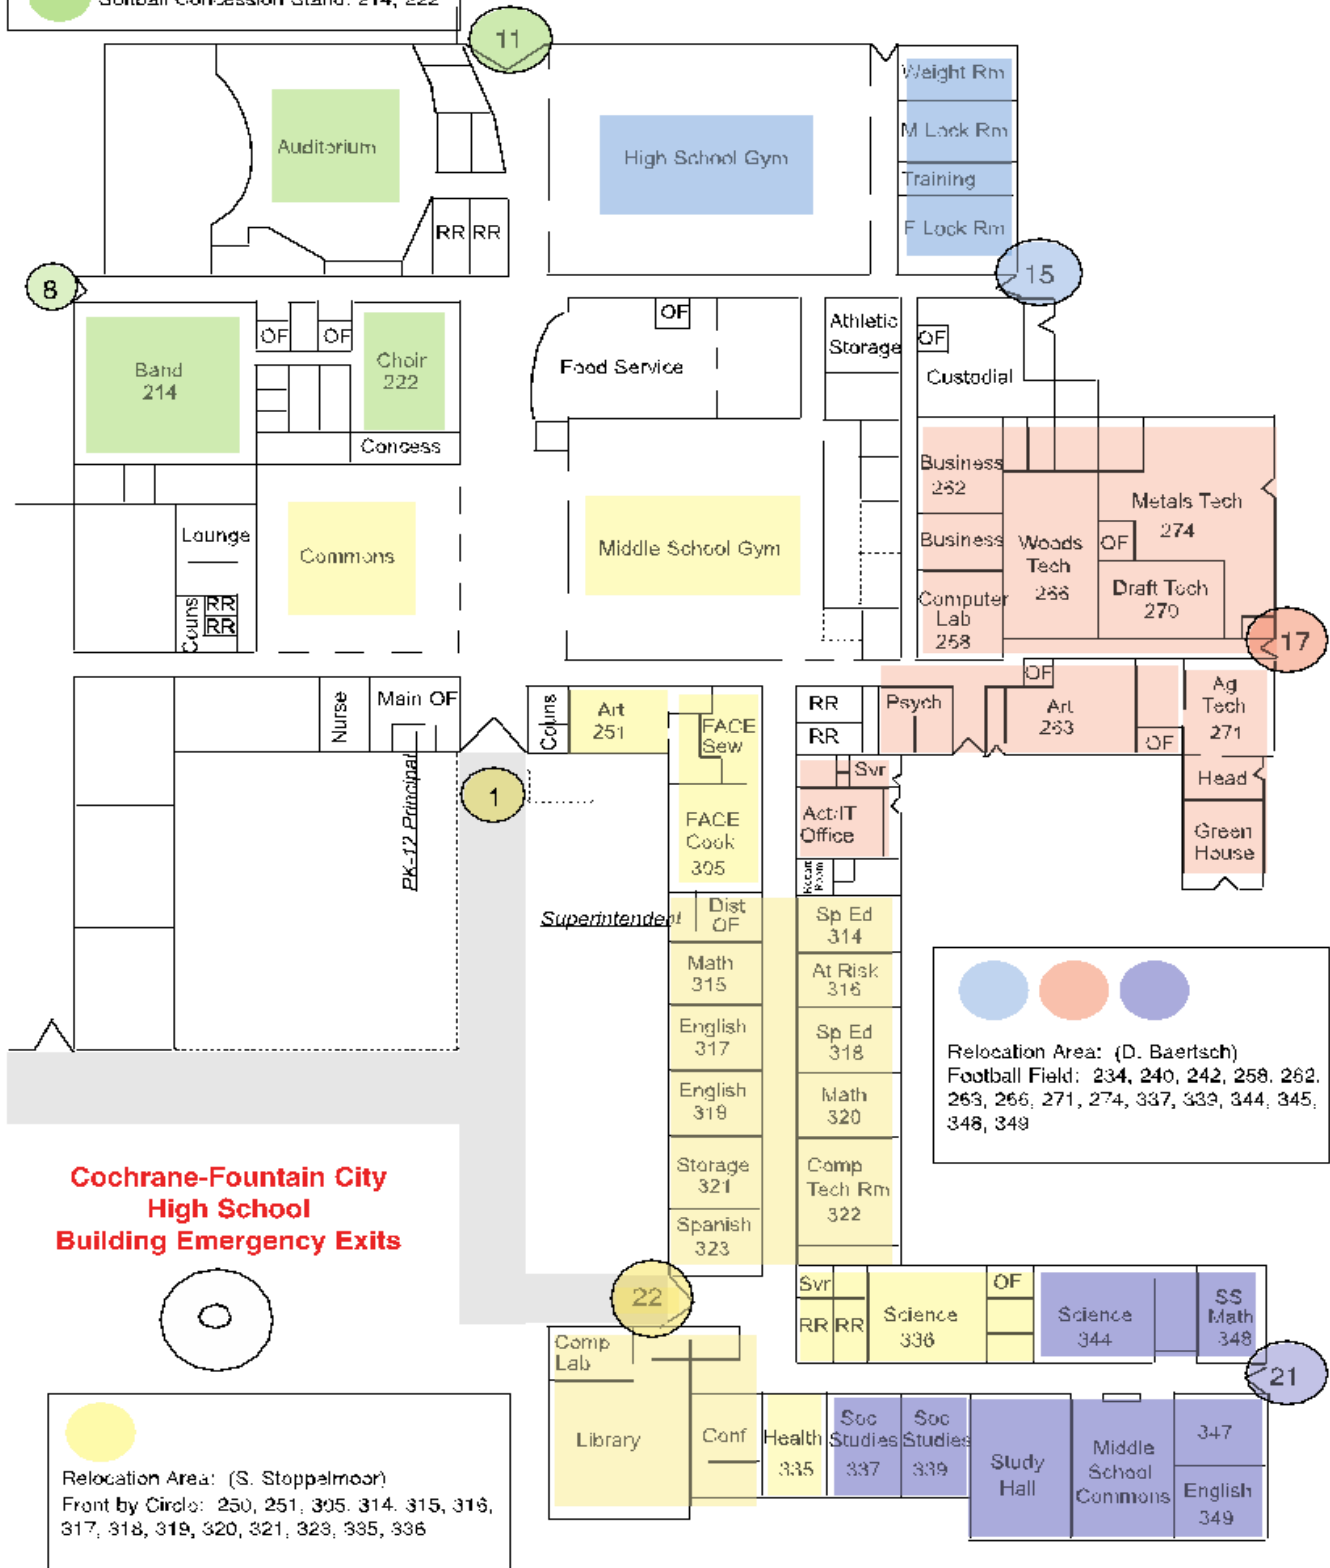 Softball Concession Stand: 214, 222
11
Weight Rm
M Lock Rm
Training
F Lock Rm
Auditorium
High School Gym
RR RR
15
8
OF
OF
OF
Choir
222
Band
214
Concess
Food Service
Athletic
Storage
OF
Custodial
Lounge
Couns
RR
RR
Commons
Middle School Gym
Business
262
Business
Computer
Lab
258
Woods
Tech
266
Metals Tech
274
OF
Draft Tech
270
17
Nurse
Main OF
PK-12 Principal
1
Couns
Art
251
FACE
Sew
FACE
Cook
305
RR
RR
Psych
OF
Art
263
OF
Ag
Tech
271
Head
Green
House
Svr
Act/IT
Office
Room
Superintendent
Dist
OF
Math
315
English
317
English
319
Storage
321
Spanish
323
Sp Ed
314
At Risk
316
Sp Ed
318
Math
320
Comp
Tech Rm
322
Relocation Area: (D. Baertsch)
Football Field: 234, 240, 242, 258. 262.
263, 266, 271, 274, 337, 339, 344, 345,
348, 349
Cochrane-Fountain City
High School
Building Emergency Exits
22
Svr
RR RR
Science
336
OF
Science
344
SS
Math
348
21
Comp
Lab
Library
Conf
Health
335
Soc
Studies
337
Soc
Studies
339
Study
Hall
Middle
School
Commons
347
English
349
Relocation Area: (S. Stoppelmoor)
Front by Circle: 250, 251, 305. 314. 315, 316,
317, 318, 319, 320, 321, 323, 335, 336